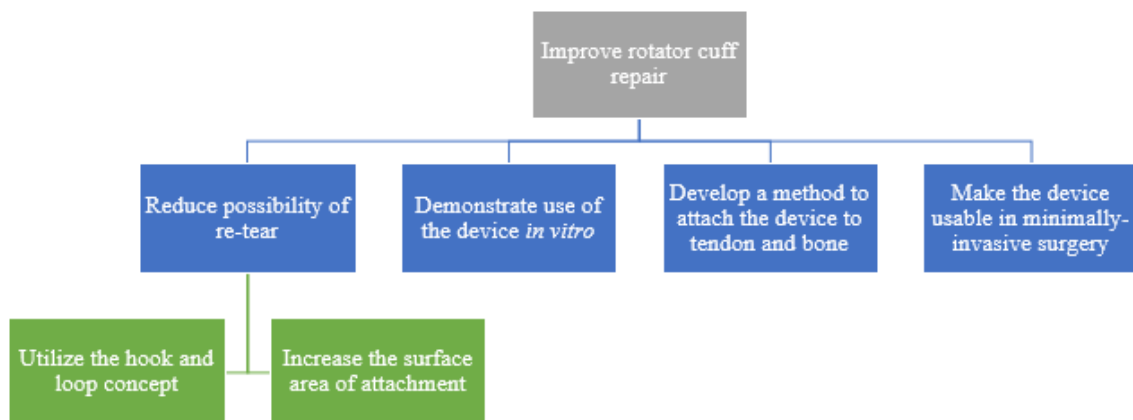 Improve rotator cuff
repair
Reduce possibility of
re-tear
Demonstrate use of
the device in vitro
Develop a method to
attach the device to
tendon and bone
Make the device
usable in minimally-
invasive surgery
Utilize the hook and
loop concept
Increase the surface
area of attachment